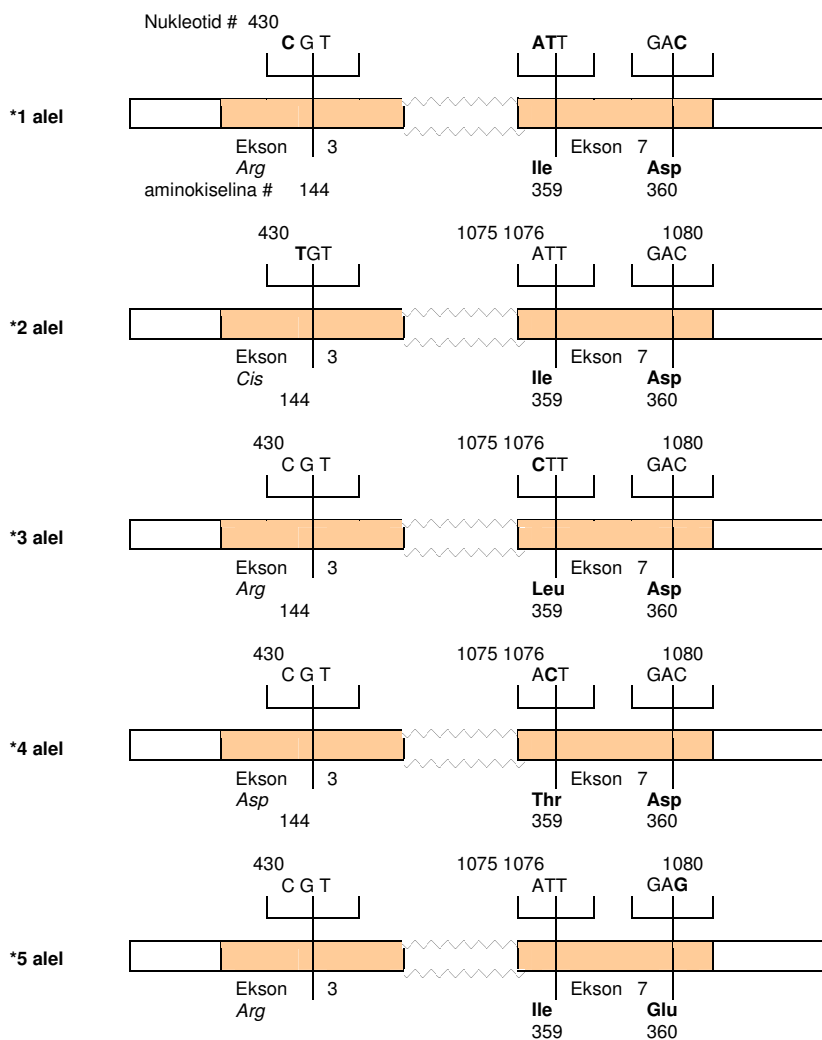 Nukleotid # 430
C G T ATT GAC
*1 alel
Ekson 3 Ekson 7
Arg Ile Asp
aminokiselina # 144 359 360
430 1075 1076 1080
TGT ATT GAC
*2 alel
Ekson 3 Ekson 7
Cis Ile Asp
144 359 360
430 1075 1076 1080
C G T CTT GAC
*3 alel
Ekson 3 Ekson 7
Arg Leu Asp
144 359 360
430 1075 1076 1080
C G T ACT GAC
*4 alel
Ekson 3 Ekson 7
Asp Thr Asp
144 359 360
430 1075 1076 1080
C G T ATT GAG
*5 alel
Ekson 3 Ekson 7
Arg Ile Glu
359 360